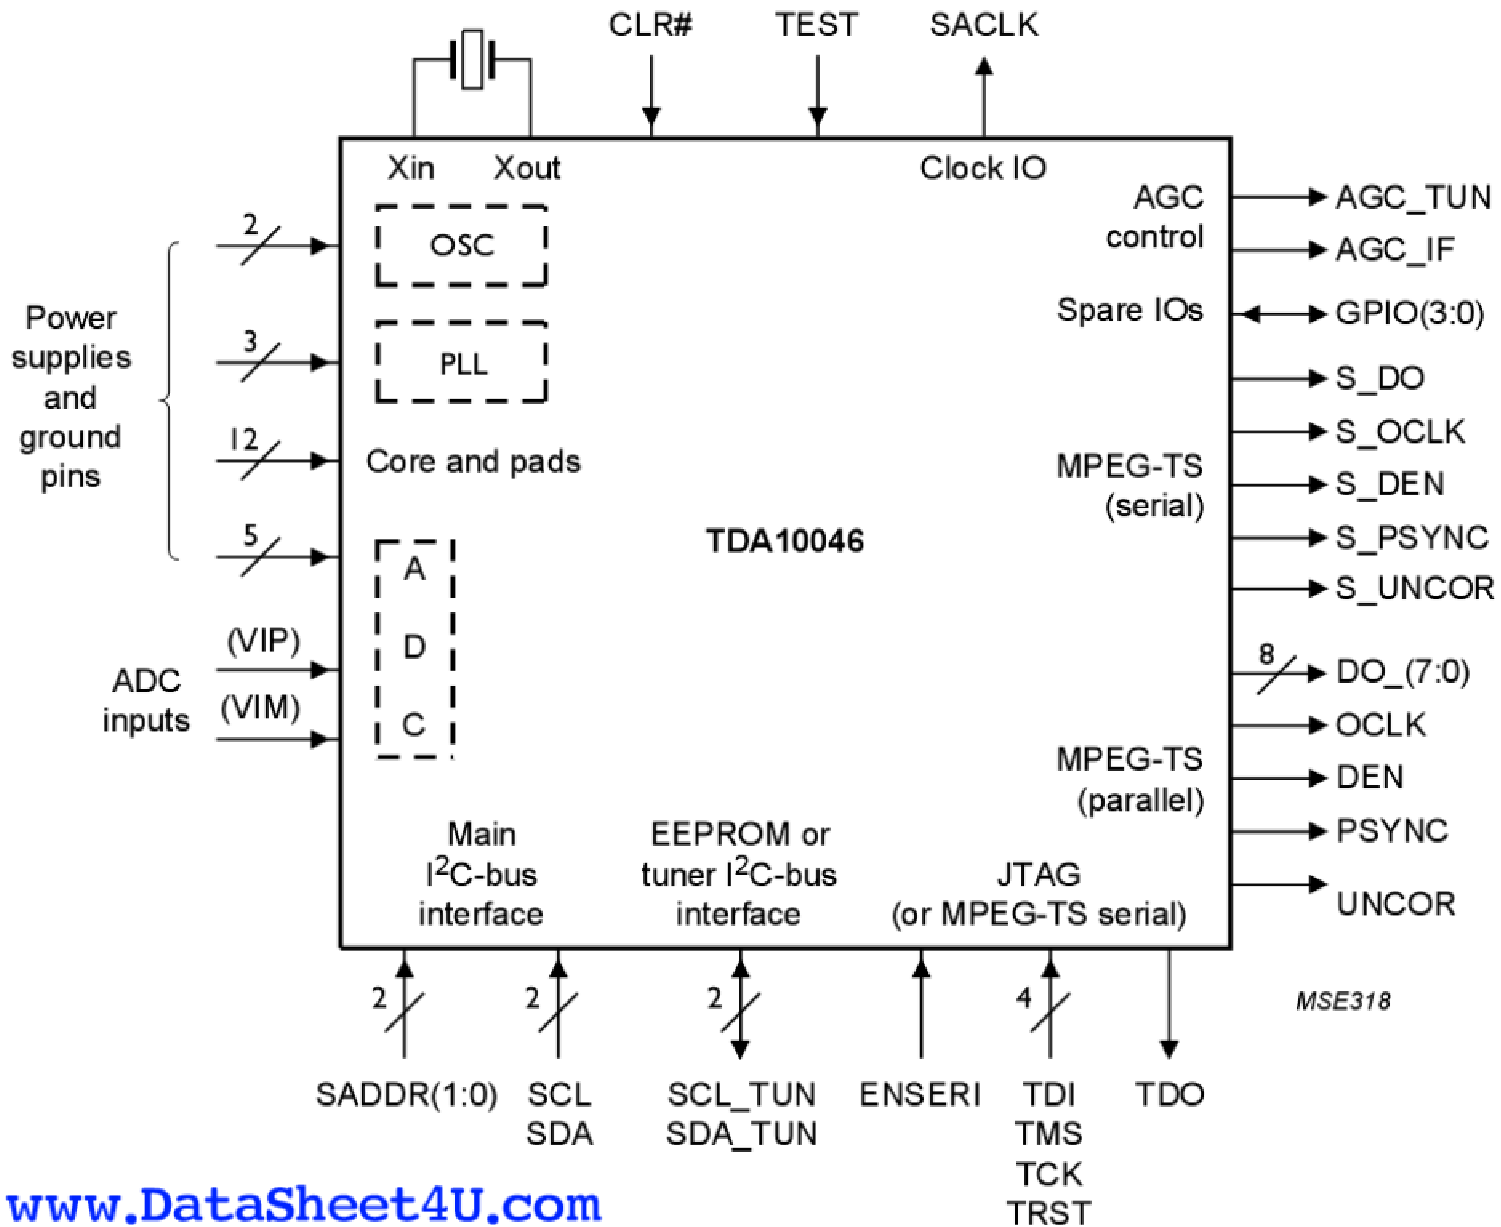 CLR# TEST SACLK
Xin Xout Clock IO
AGC
control
AGC_TUN
AGC_IF
2
OSC
Spare IOs
GPIO(3:0)
Power
supplies
and
ground
pins
3
PLL
12
Core and pads
5
MPEG-TS
(serial)
S_DO
S_OCLK
S_DEN
S_PSYNC
S_UNCOR
TDA10046
A
D
C
ADC
inputs
(VIP)
(VIM)
MPEG-TS
(parallel)
8
DO_(7:0)
OCLK
DEN
PSYNC
UNCOR
Main
I²C-bus
interface
EEPROM or
tuner I²C-bus
interface
JTAG
(or MPEG-TS serial)
2 2 2 4
MSE318
SADDR(1:0)
SCL
SDA
SCL_TUN
SDA_TUN
ENSERI
TDI
TMS
TCK
TRST
TDO
www.DataSheet4U.com